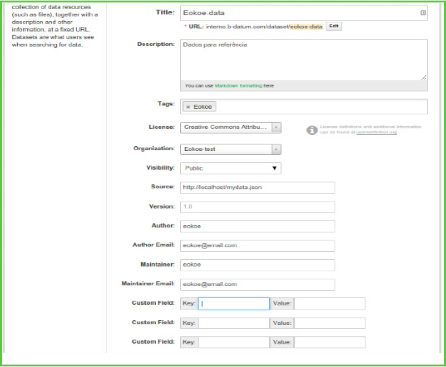 collection of data resources
(such as files), together with a
description and other
information, at a fixed URL.
Datasets are what users see
when searching for data.
Title: Eokoe-data
* URL: interno.b-datum.com/dataset/eokoe-data Edit
Description: Dados para referência
You can use Markdown formatting here
Tags: × Eokoe
License: Creative Commons Attribu...
License definitions and additional information
can be found at opendefinition.org
Organization: Eokoe-test
Visibility: Public
Source: http://localhost/mydata.json
Version: 1.0
Author: eokoe
Author Email: eokoe@email.com
Maintainer: eokoe
Maintainer Email: eokoe@email.com
Custom Field: Key: Value:
Custom Field: Key: Value:
Custom Field: Key: Value: